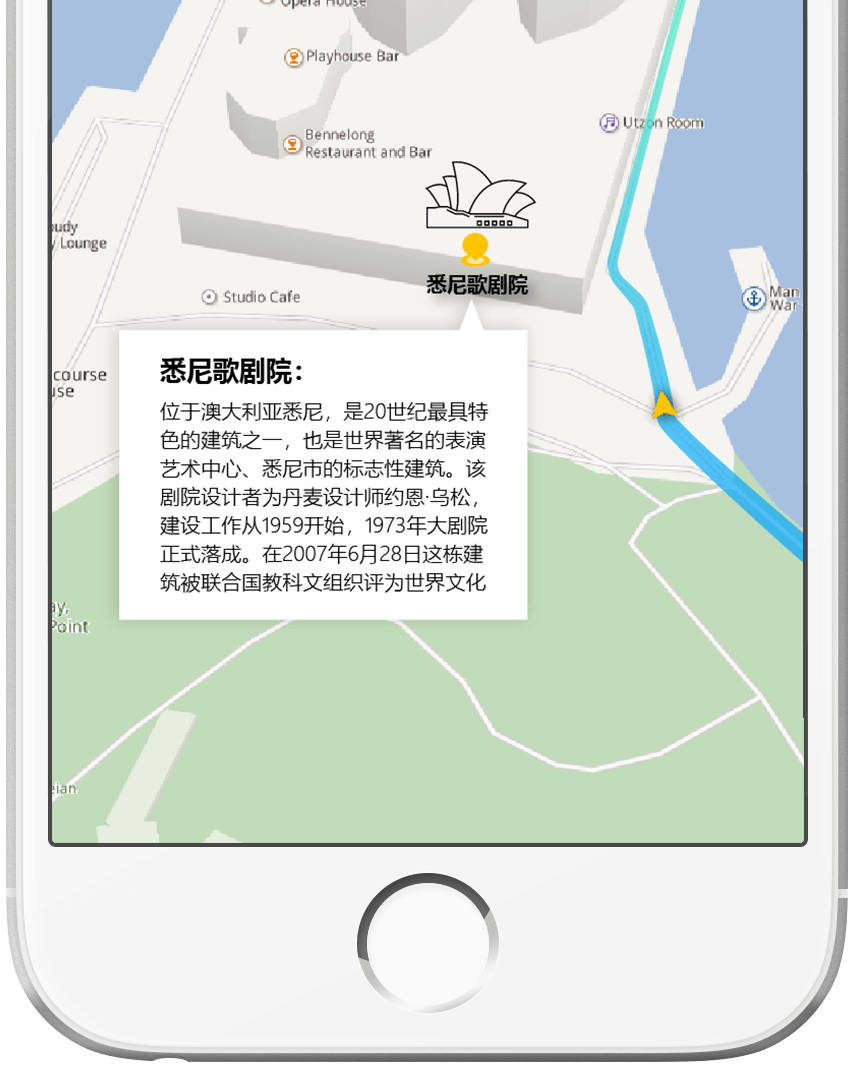 Opera House
Playhouse Bar
Utzon Room
Bennelong
Restaurant and Bar
Lounge
Man
War
悉尼歌剧院
Studio Cafe
course
悉尼歌剧院：
位于澳大利亚悉尼，是20世纪最具特
色的建筑之一，也是世界著名的表演
艺术中心、悉尼市的标志性建筑。该
剧院设计者为丹麦设计师约恩·乌松，
建设工作从1959开始，1973年大剧院
正式落成。在2007年6月28日这栋建
筑被联合国教科文组织评为世界文化
Point